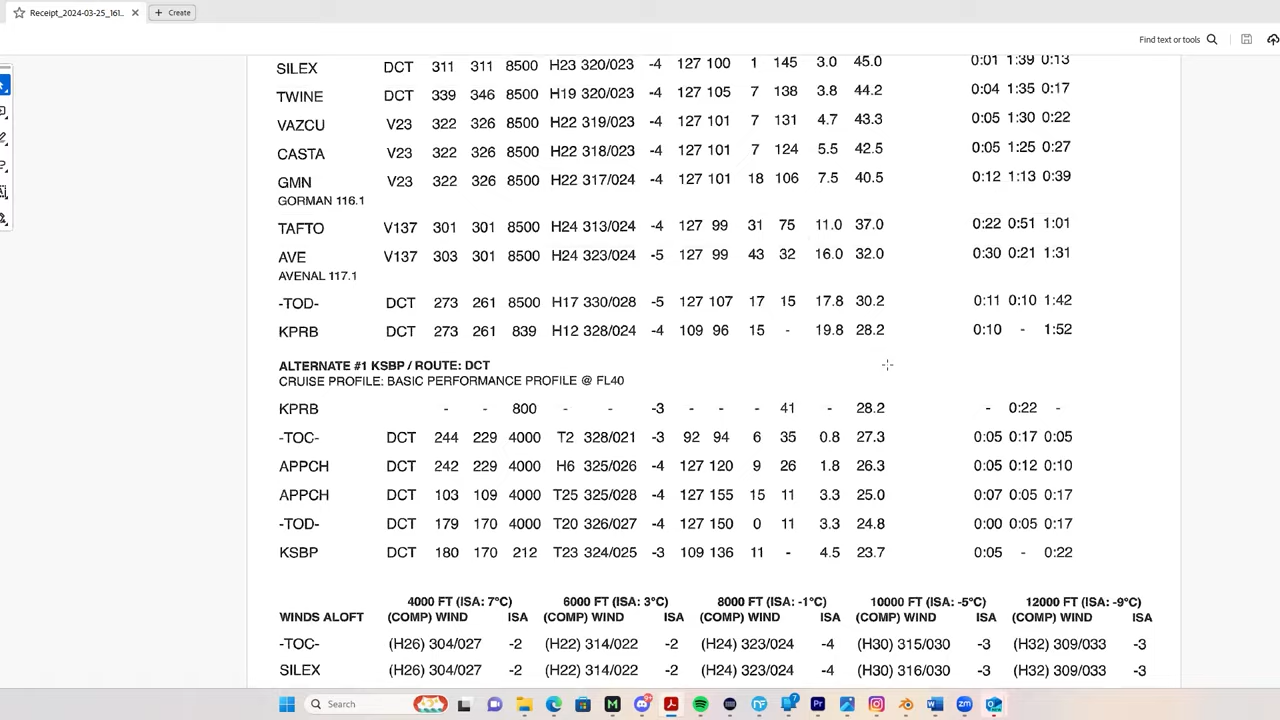 Receipt_2024-03-25_161...
Create
Find text or tools
SILEX DCT 311 311 8500 H23 320/023 -4 127 100 1 145 3.0 45.0 0:01 1:39 0:13
TWINE DCT 339 346 8500 H19 320/023 -4 127 105 7 138 3.8 44.2 0:04 1:35 0:17
VAZCU V23 322 326 8500 H22 319/023 -4 127 101 7 131 4.7 43.3 0:05 1:30 0:22
CASTA V23 322 326 8500 H22 318/023 -4 127 101 7 124 5.5 42.5 0:05 1:25 0:27
GMN V23 322 326 8500 H22 317/024 -4 127 101 18 106 7.5 40.5 0:12 1:13 0:39
GORMAN 116.1
TAFTO V137 301 301 8500 H24 313/024 -4 127 99 31 75 11.0 37.0 0:22 0:51 1:01
AVE V137 303 301 8500 H24 323/024 -5 127 99 43 32 16.0 32.0 0:30 0:21 1:31
AVENAL 117.1
-TOD- DCT 273 261 8500 H17 330/028 -5 127 107 17 15 17.8 30.2 0:11 0:10 1:42
KPRB DCT 273 261 839 H12 328/024 -4 109 96 15 - 19.8 28.2 0:10 - 1:52
ALTERNATE #1 KSBP / ROUTE: DCT
CRUISE PROFILE: BASIC PERFORMANCE PROFILE @ FL40
KPRB - - 800 - - -3 - - - 41 - 28.2 - 0:22 -
-TOC- DCT 244 229 4000 T2 328/021 -3 92 94 6 35 0.8 27.3 0:05 0:17 0:05
APPCH DCT 242 229 4000 H6 325/026 -4 127 120 9 26 1.8 26.3 0:05 0:12 0:10
APPCH DCT 103 109 4000 T25 325/028 -4 127 155 15 11 3.3 25.0 0:07 0:05 0:17
-TOD- DCT 179 170 4000 T20 326/027 -4 127 150 0 11 3.3 24.8 0:00 0:05 0:17
KSBP DCT 180 170 212 T23 324/025 -3 109 136 11 - 4.5 23.7 0:05 - 0:22
4000 FT (ISA: 7°C) 6000 FT (ISA: 3°C) 8000 FT (ISA: -1°C) 10000 FT (ISA: -5°C) 12000 FT (ISA: -9°C)
WINDS ALOFT (COMP) WIND ISA (COMP) WIND ISA (COMP) WIND ISA (COMP) WIND ISA (COMP) WIND ISA
-TOC- (H26) 304/027 -2 (H22) 314/022 -2 (H24) 323/024 -4 (H30) 315/030 -3 (H32) 309/033 -3
SILEX (H26) 304/027 -2 (H22) 314/022 -2 (H24) 323/024 -4 (H30) 316/030 -3 (H32) 309/033 -3
Search